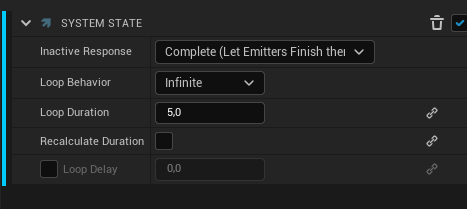 SYSTEM STATE
Inactive Response Complete (Let Emitters Finish then
Loop Behavior Infinite
Loop Duration 5,0
Recalculate Duration
Loop Delay 0,0